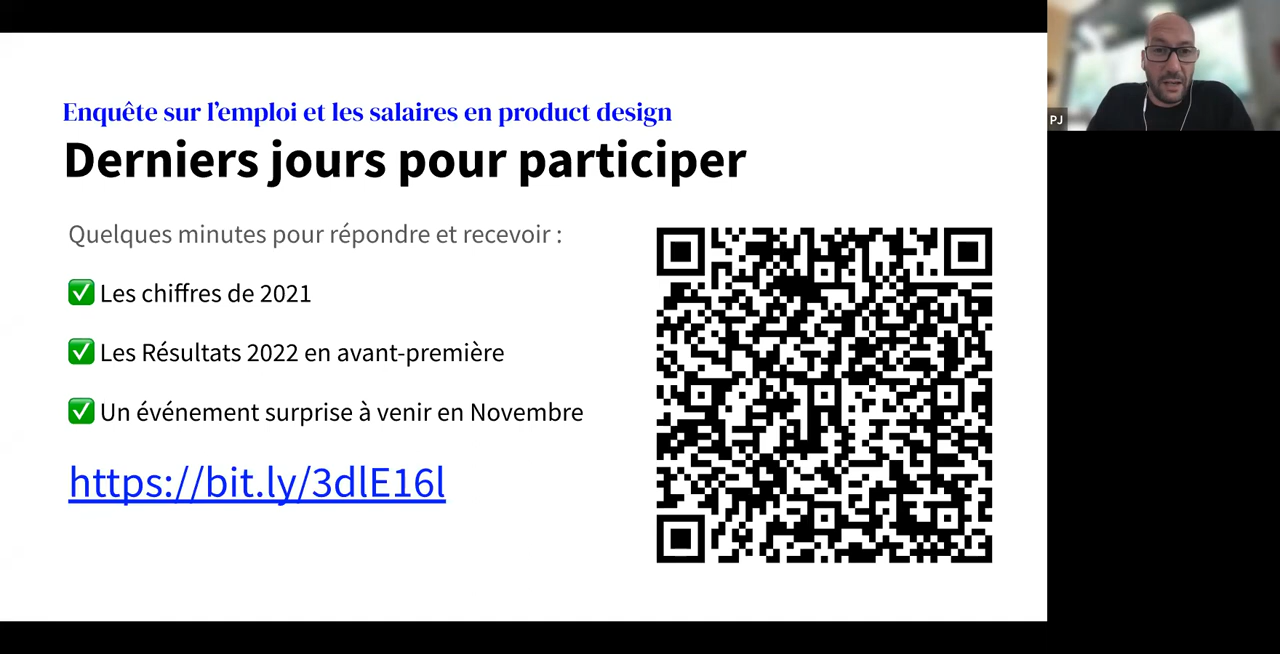 Enquête sur l'emploi et les salaires en product design
Derniers jours pour participer
Quelques minutes pour répondre et recevoir :
✅ Les chiffres de 2021
✅ Les Résultats 2022 en avant-première
✅ Un événement surprise à venir en Novembre
https://bit.ly/3dlE16l
PJ